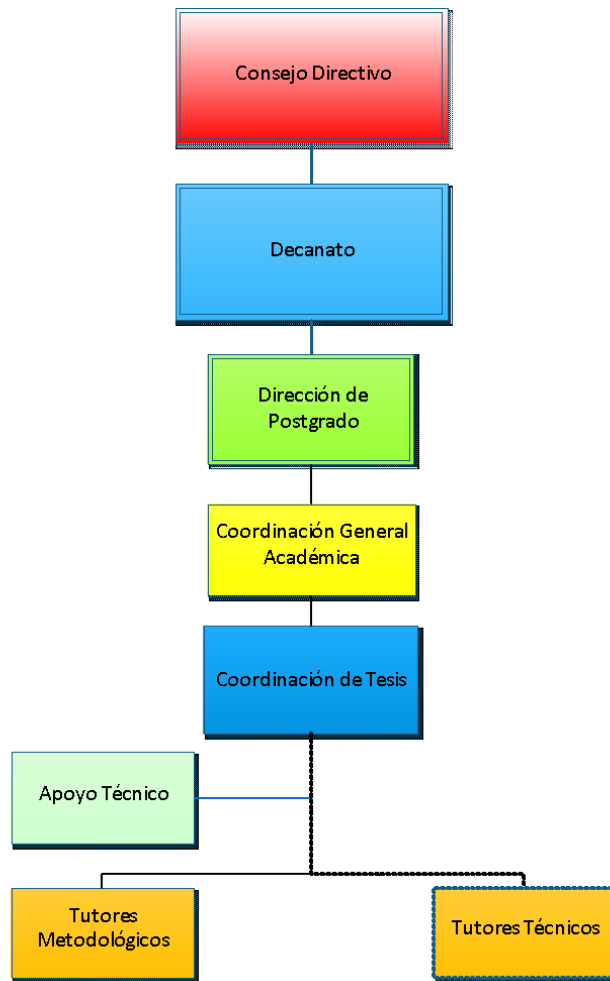 Consejo Directivo
Decanato
Dirección de
Postgrado
Coordinación General
Académica
Coordinación de Tesis
Apoyo Técnico
Tutores
Metodológicos
Tutores Técnicos